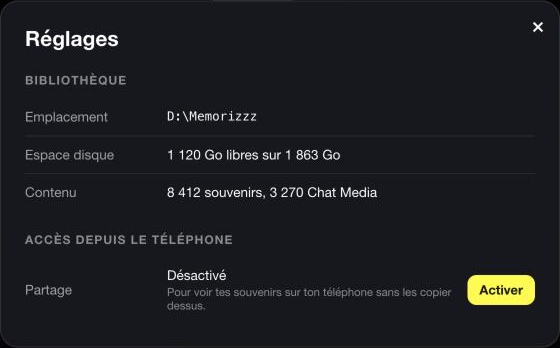 Réglages
×
BIBLIOTHÈQUE
Emplacement D:\Memorizzz
Espace disque 1 120 Go libres sur 1 863 Go
Contenu 8 412 souvenirs, 3 270 Chat Media
ACCÈS DEPUIS LE TÉLÉPHONE
Partage
Désactivé
Pour voir tes souvenirs sur ton téléphone sans les copier
dessus.
Activer